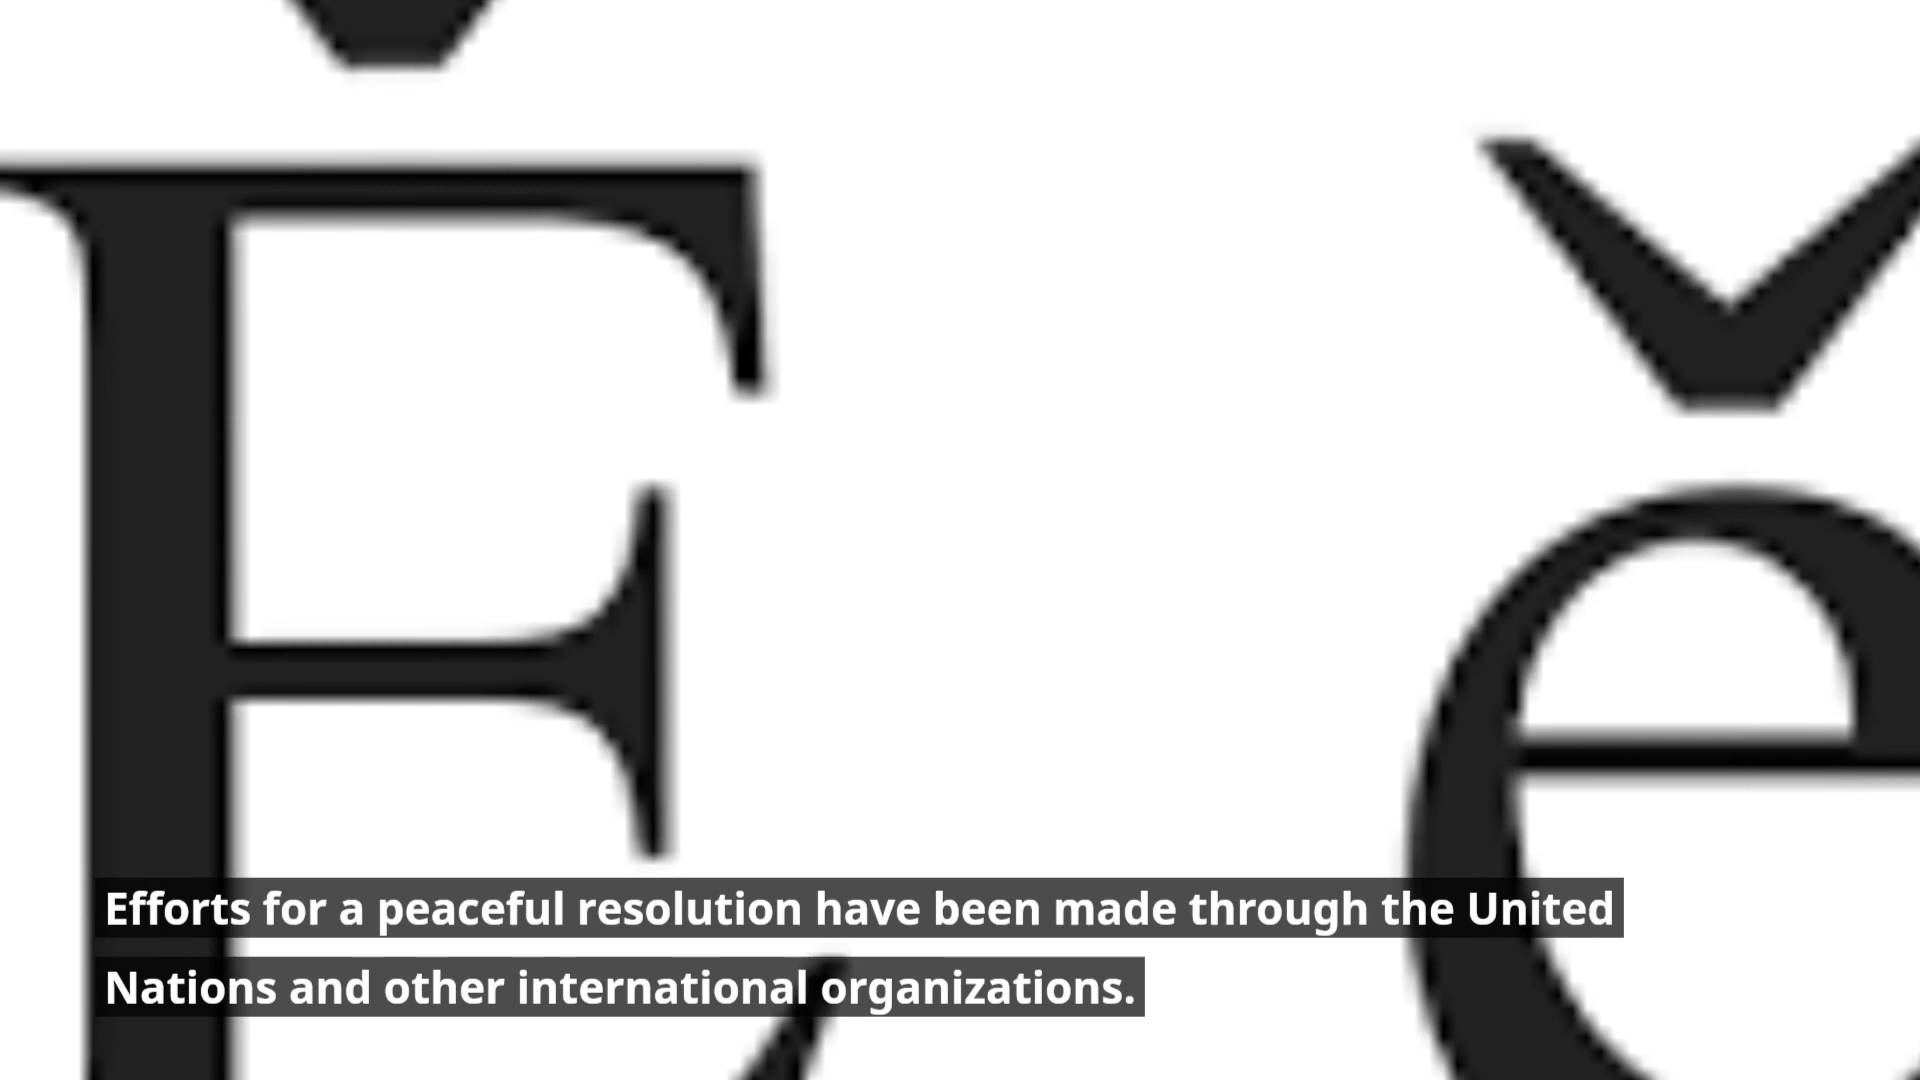 Ě ě
Efforts for a peaceful resolution have been made through the United
Nations and other international organizations.